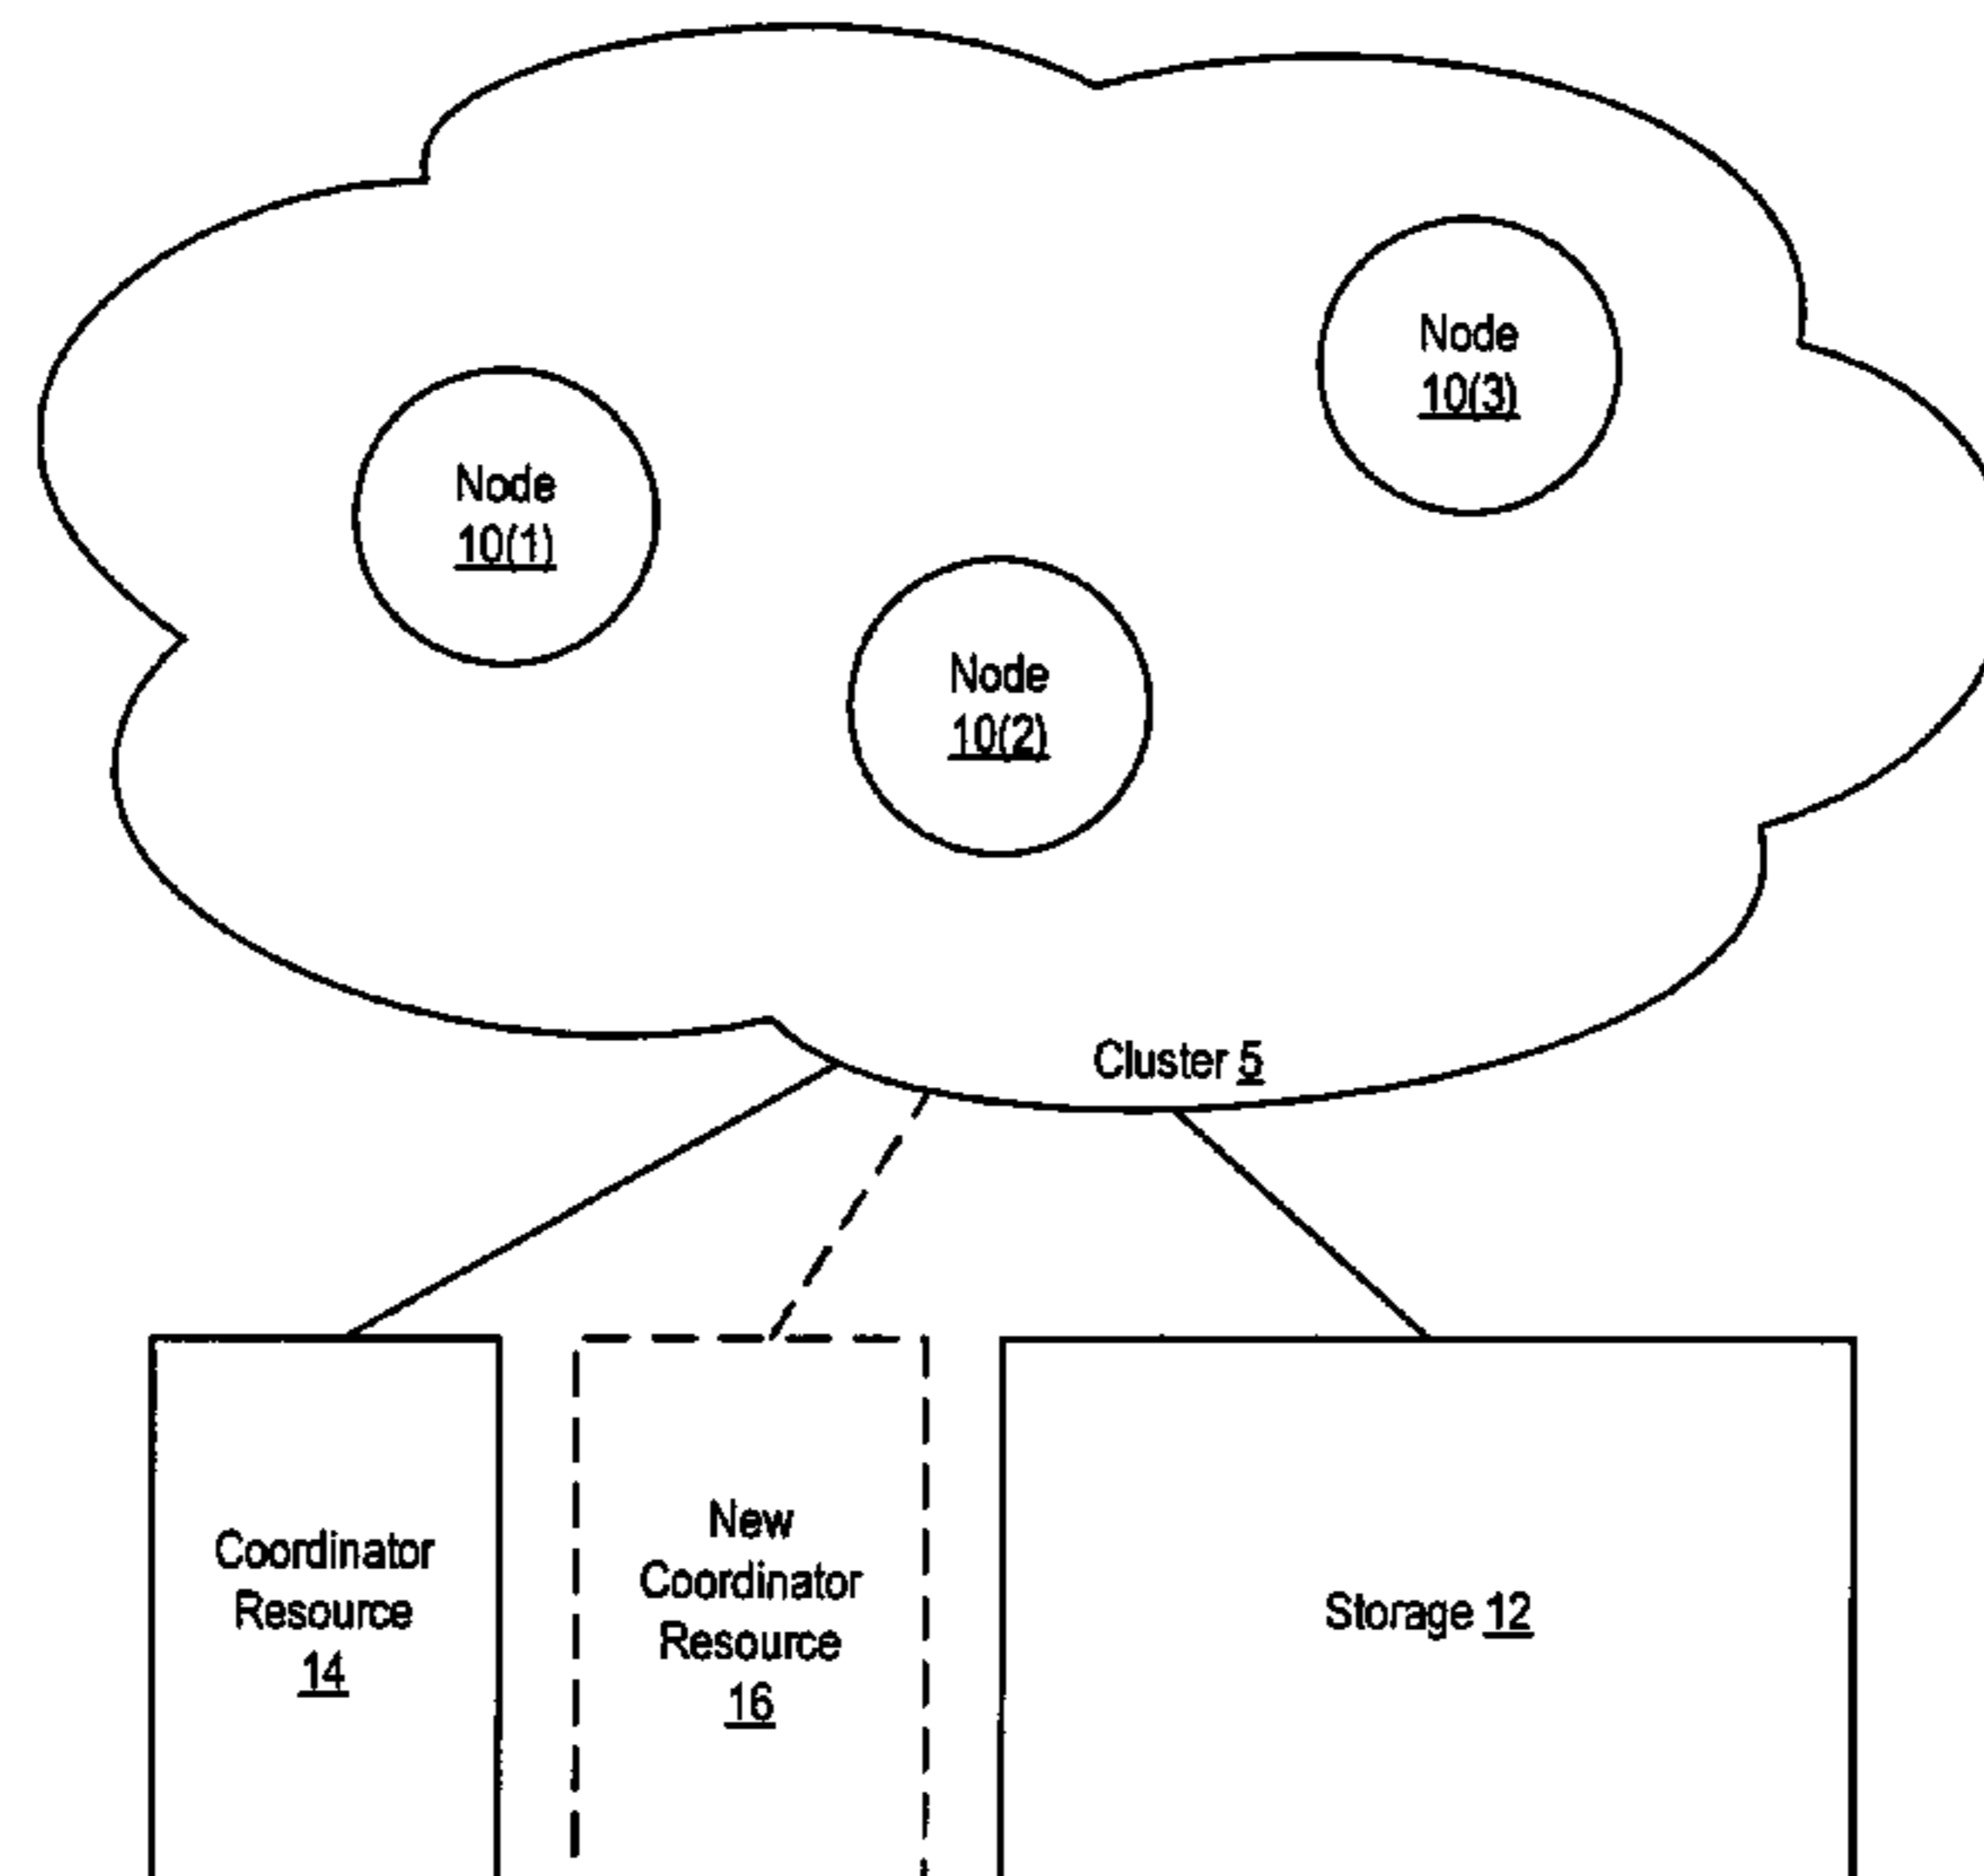 Node
10(3)
Node
10(1)
Node
10(2)
Cluster 5
Coordinator
Resource
14
New
Coordinator
Resource
16
Storage 12